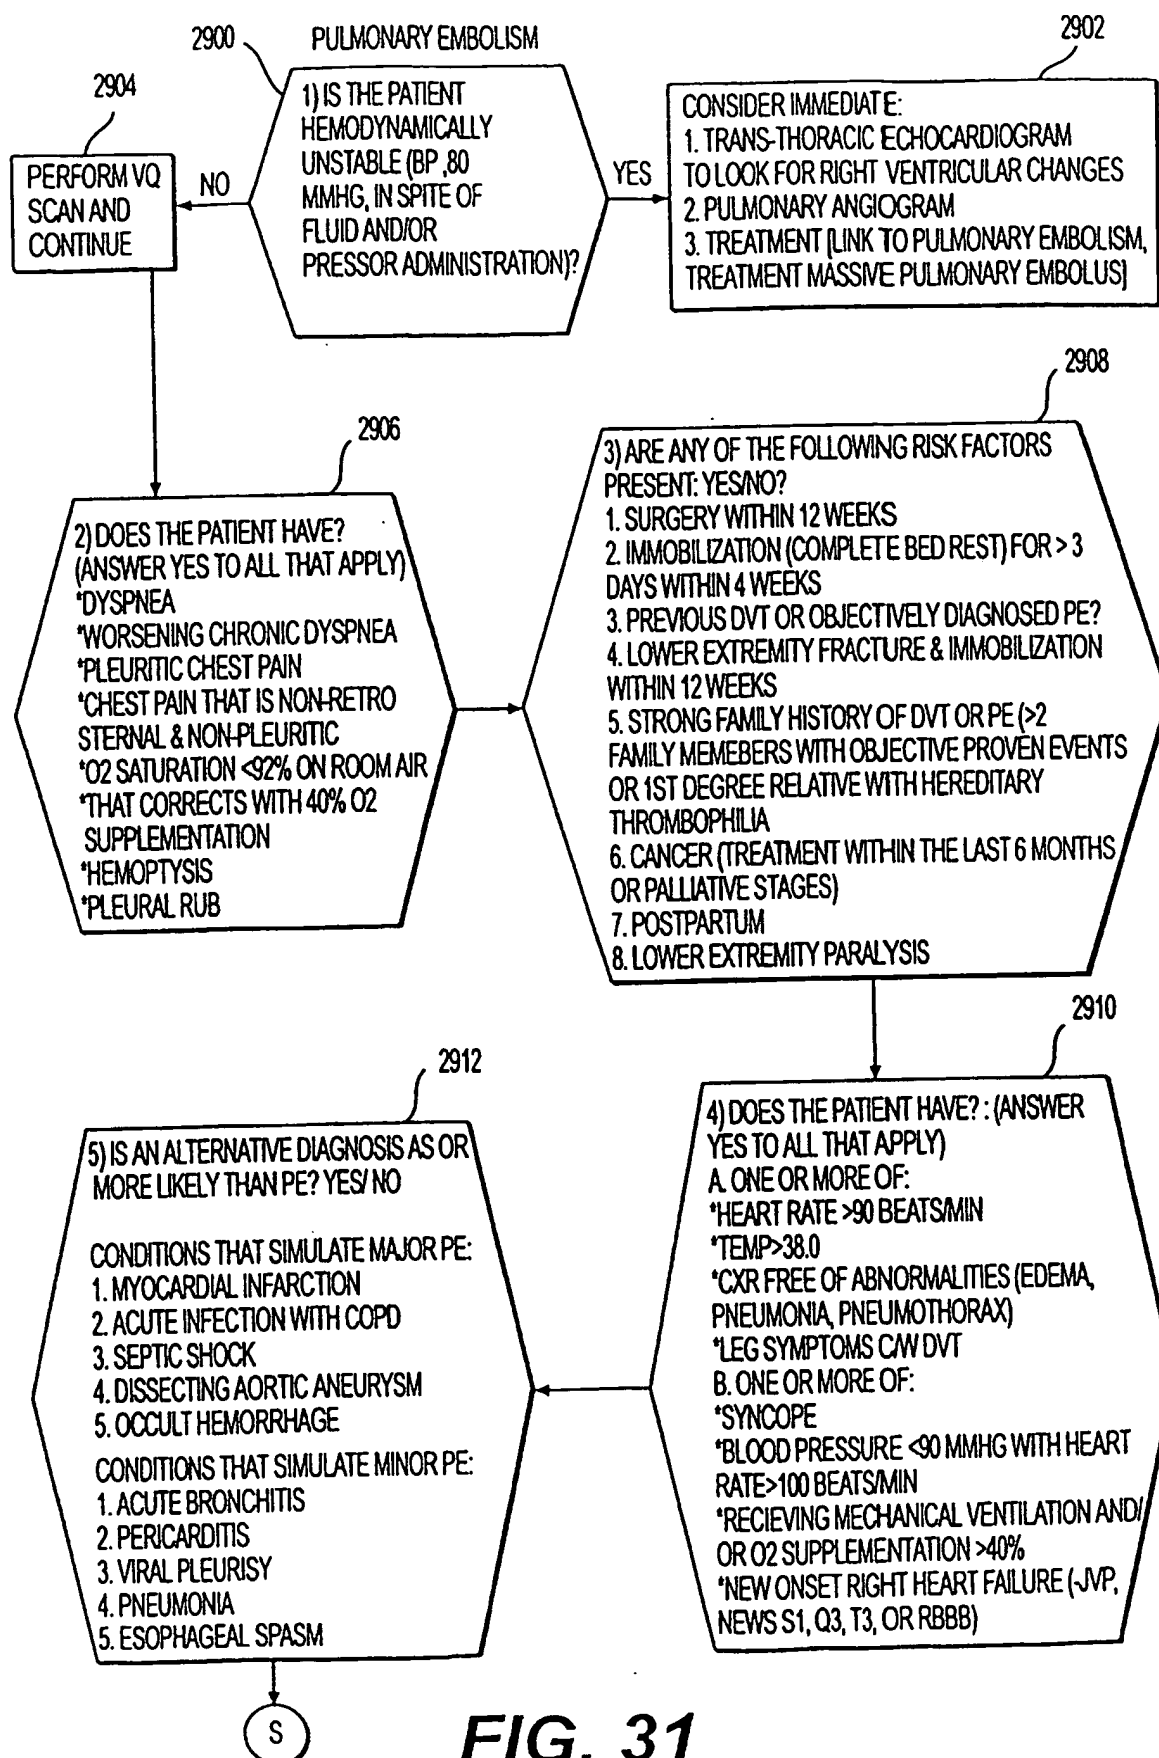 PULMONARY EMBOLISM
2900
1) IS THE PATIENT
HEMODYNAMICALLY
UNSTABLE (BP ,80
MMHG, IN SPITE OF
FLUID AND/OR
PRESSOR ADMINISTRATION)?
YES
2902
CONSIDER IMMEDIATE:
1. TRANS-THORACIC ECHOCARDIOGRAM
TO LOOK FOR RIGHT VENTRICULAR CHANGES
2. PULMONARY ANGIOGRAM
3. TREATMENT [LINK TO PULMONARY EMBOLISM,
TREATMENT MASSIVE PULMONARY EMBOLUS]
NO
2904
PERFORM VQ
SCAN AND
CONTINUE
2906
2) DOES THE PATIENT HAVE?
(ANSWER YES TO ALL THAT APPLY)
*DYSPNEA
*WORSENING CHRONIC DYSPNEA
*PLEURITIC CHEST PAIN
*CHEST PAIN THAT IS NON-RETRO
STERNAL & NON-PLEURITIC
*O2 SATURATION <92% ON ROOM AIR
*THAT CORRECTS WITH 40% O2
SUPPLEMENTATION
*HEMOPTYSIS
*PLEURAL RUB
2908
3) ARE ANY OF THE FOLLOWING RISK FACTORS
PRESENT: YES/NO?
1. SURGERY WITHIN 12 WEEKS
2. IMMOBILIZATION (COMPLETE BED REST) FOR > 3
DAYS WITHIN 4 WEEKS
3. PREVIOUS DVT OR OBJECTIVELY DIAGNOSED PE?
4. LOWER EXTREMITY FRACTURE & IMMOBILIZATION
WITHIN 12 WEEKS
5. STRONG FAMILY HISTORY OF DVT OR PE (>2
FAMILY MEMEBERS WITH OBJECTIVE PROVEN EVENTS
OR 1ST DEGREE RELATIVE WITH HEREDITARY
THROMBOPHILIA
6. CANCER (TREATMENT WITHIN THE LAST 6 MONTHS
OR PALLIATIVE STAGES)
7. POSTPARTUM
8. LOWER EXTREMITY PARALYSIS
2910
4) DOES THE PATIENT HAVE? : (ANSWER
YES TO ALL THAT APPLY)
A. ONE OR MORE OF:
*HEART RATE >90 BEATS/MIN
*TEMP>38.0
*CXR FREE OF ABNORMALITIES (EDEMA,
PNEUMONIA, PNEUMOTHORAX)
*LEG SYMPTOMS C/W DVT
B. ONE OR MORE OF:
*SYNCOPE
*BLOOD PRESSURE <90 MMHG WITH HEART
RATE>100 BEATS/MIN
*RECIEVING MECHANICAL VENTILATION AND/
OR O2 SUPPLEMENTATION >40%
*NEW ONSET RIGHT HEART FAILURE (-JVP,
NEWS S1, Q3, T3, OR RBBB)
2912
5) IS AN ALTERNATIVE DIAGNOSIS AS OR
MORE LIKELY THAN PE? YES/ NO
CONDITIONS THAT SIMULATE MAJOR PE:
1. MYOCARDIAL INFARCTION
2. ACUTE INFECTION WITH COPD
3. SEPTIC SHOCK
4. DISSECTING AORTIC ANEURYSM
5. OCCULT HEMORRHAGE
CONDITIONS THAT SIMULATE MINOR PE:
1. ACUTE BRONCHITIS
2. PERICARDITIS
3. VIRAL PLEURISY
4. PNEUMONIA
5. ESOPHAGEAL SPASM
S
FIG. 31